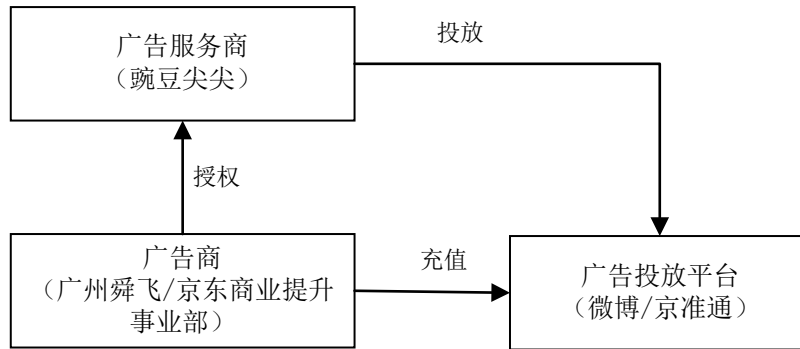 广告服务商
（豌豆尖尖）
投放
授权
广告商
（广州舜飞/京东商业提升
事业部）
充值
广告投放平台
（微博/京准通）